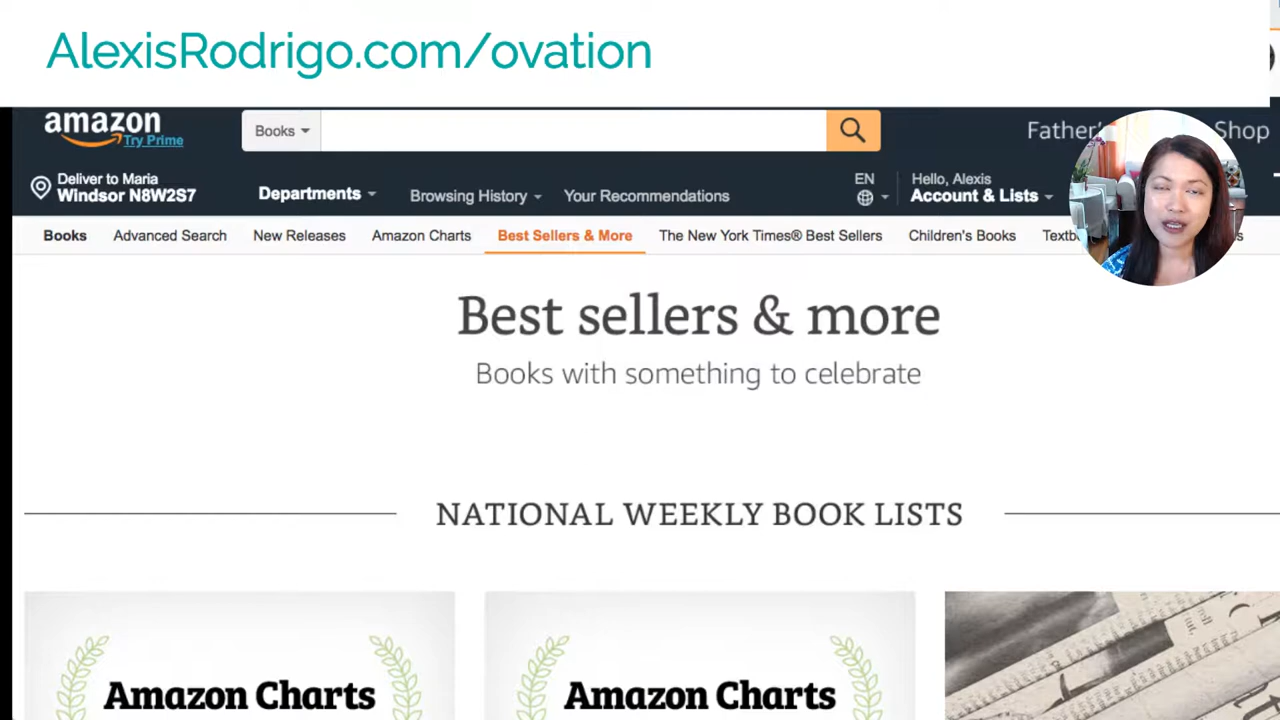 AlexisRodrigo.com/ovation
amazon
Try Prime
Books
Father's
Shop
Deliver to Maria
Windsor N8W2S7
Departments
Browsing History
Your Recommendations
EN
Hello, Alexis
Account & Lists
Books
Advanced Search
New Releases
Amazon Charts
Best Sellers & More
The New York Times® Best Sellers
Children's Books
Best sellers & more
Books with something to celebrate
NATIONAL WEEKLY BOOK LISTS
Amazon Charts
Amazon Charts